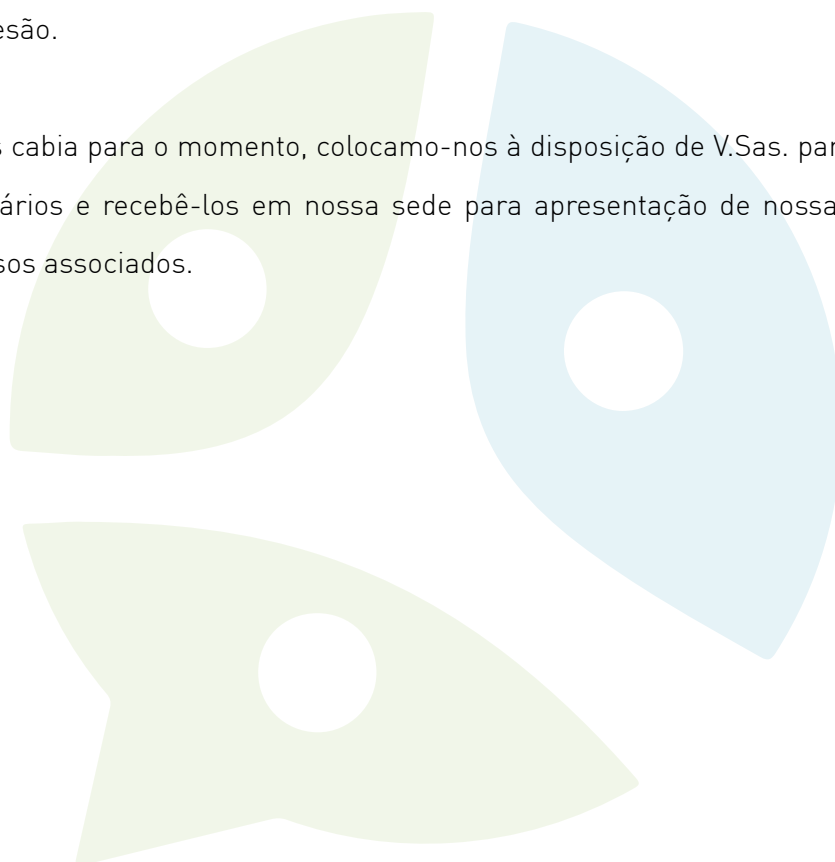 esão.
s cabia para o momento, colocamo-nos à disposição de V.Sas. par
ários e recebê-los em nossa sede para apresentação de nossa
sos associados.